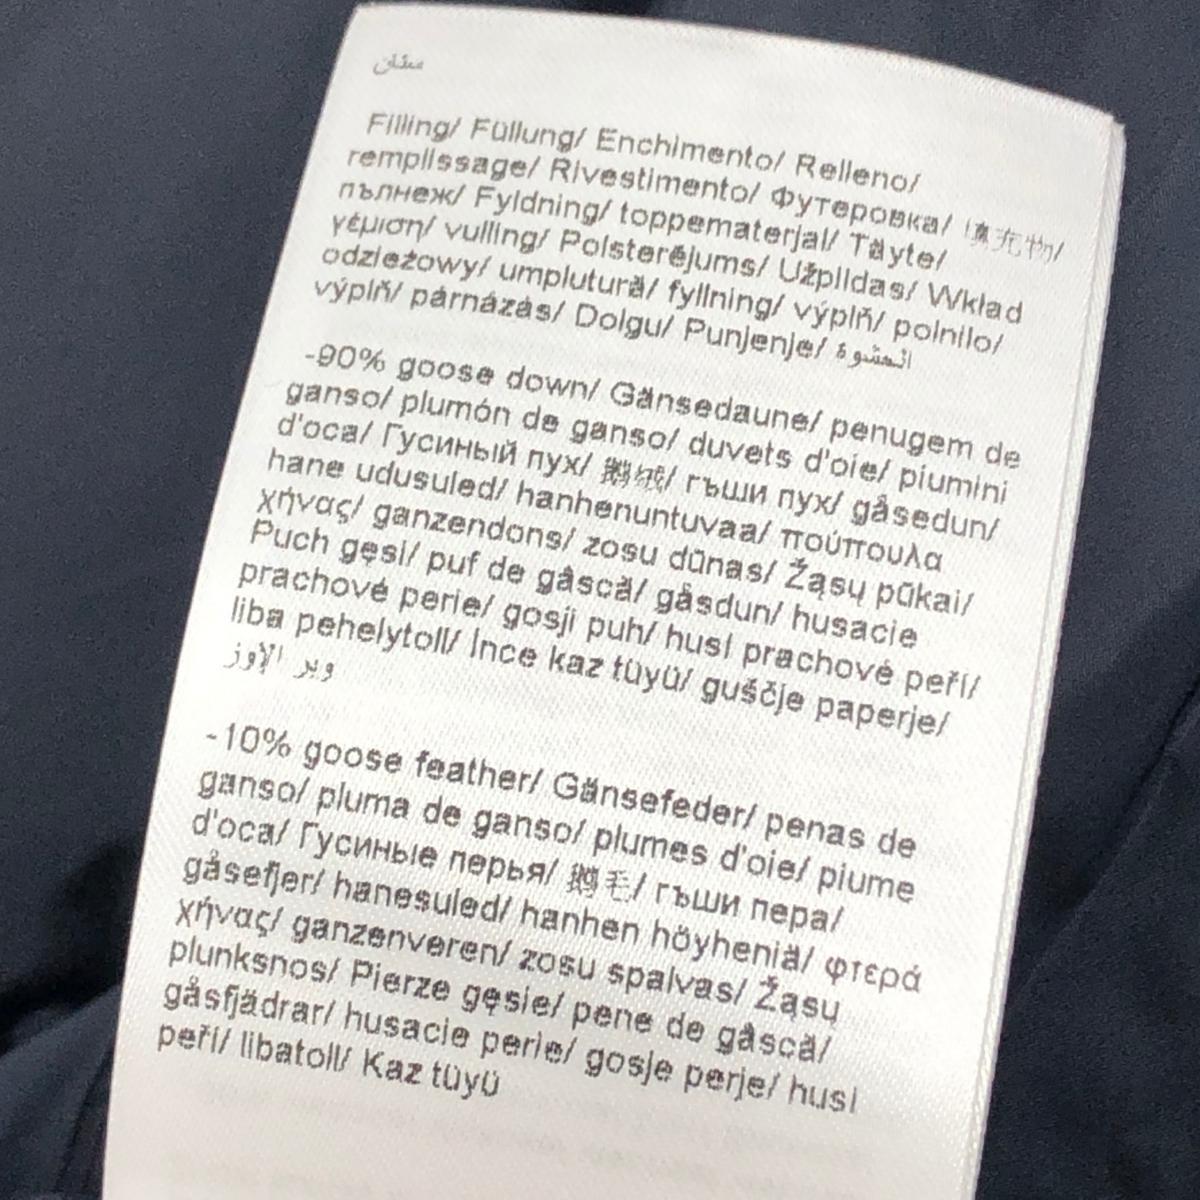 Filling/ Füllung/ Enchimento/ Relleno/
remplissage/ Rivestimento/ Футеровка/ 填充物/
пълнеж/ Fyldning/ toppematerjal/ Täyte/
γέμιση/ vulling/ Polsterējums/ Užpildas/ Wkład
odzieżowy/ umplutură/ fyllning/ výplň/ polnilo/
výplň/ párnázás/ Dolgu/ Punjenje/ الحشوة
-90% goose down/ Gänsedaune/ penugem de
ganso/ plumón de ganso/ duvets d'oie/ piumini
d'oca/ Гусиный пух/ 鹅绒/ гъши пух/ gåsedun/
hane udusuled/ hanhenuntuvaa/ πούπουλα
χήνας/ ganzendons/ zosu dūnas/ Žąsų pūkai/
Puch gęsi/ puf de gâscă/ gåsdun/ husacie
prachové perie/ gosji puh/ husí prachové peří/
liba pehelytoll/ İnce kaz tüyü/ guščje paperje/
وبر الإوز
-10% goose feather/ Gänsefeder/ penas de
ganso/ pluma de ganso/ plumes d'oie/ piume
d'oca/ Гусиные перья/ 鹅毛/ гъши пера/
gåsefjer/ hanesuled/ hanhen höyheniä/ φτερά
χήνας/ ganzenveren/ zosu spalvas/ Žąsų
plunksnos/ Pierze gęsie/ pene de gâscă/
gåsfjädrar/ husacie perie/ gosje perje/ husí
peří/ libatoll/ Kaz tüyü